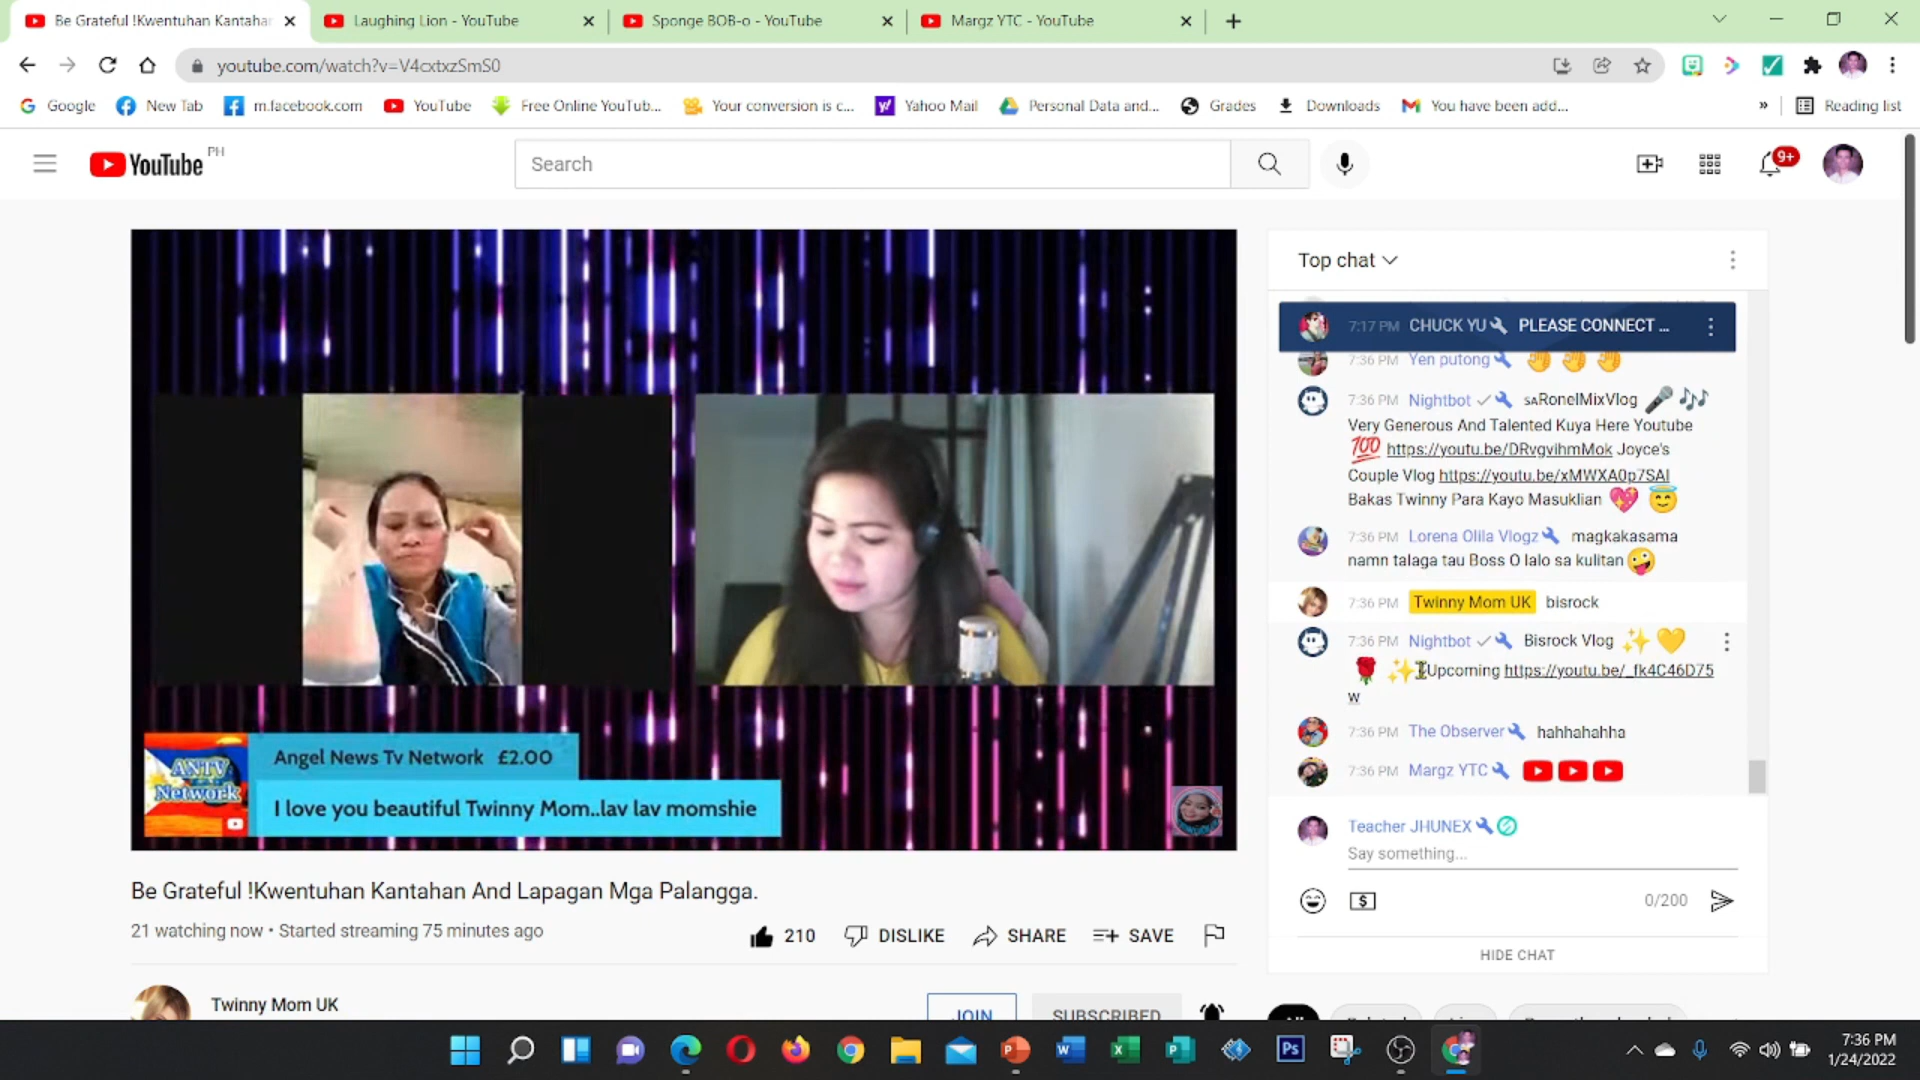 Be Grateful !Kwentuhan Kantahan
Laughing Lion - YouTube
Sponge BOB-o - YouTube
Margz YTC - YouTube
youtube.com/watch?v=V4cxtxzSmS0
Google
New Tab
m.facebook.com
YouTube
Free Online YouTub...
Your conversion is c...
Yahoo Mail
Personal Data and...
Grades
Downloads
You have been add...
»
Reading list
YouTube PH
Search
9+
Top chat
7:17 PM CHUCK YU PLEASE CONNECT ...
7:36 PM Yen putong
7:36 PM Nightbot SARonelMixVlog
Very Generous And Talented Kuya Here Youtube
100 https://youtu.be/DRvgvihmMok Joyce's
Couple Vlog https://youtu.be/xMWXA0p7SAI
Bakas Twinny Para Kayo Masuklian
7:36 PM Lorena Olila Vlogz magkakasama
namn talaga tau Boss O lalo sa kulitan
7:36 PM Twinny Mom UK bisrock
7:36 PM Nightbot Bisrock Vlog
Upcoming https://youtu.be/_fk4C46D75
w
7:36 PM The Observer hahhahahha
7:36 PM Margz YTC
Teacher JHUNEX
Say something...
0/200
HIDE CHAT
ANTV
Network
Angel News Tv Network £2.00
I love you beautiful Twinny Mom..lav lav momshie
Be Grateful !Kwentuhan Kantahan And Lapagan Mga Palangga.
21 watching now • Started streaming 75 minutes ago
210
DISLIKE
SHARE
SAVE
Twinny Mom UK
JOIN
SUBSCRIBED
7:36 PM
1/24/2022